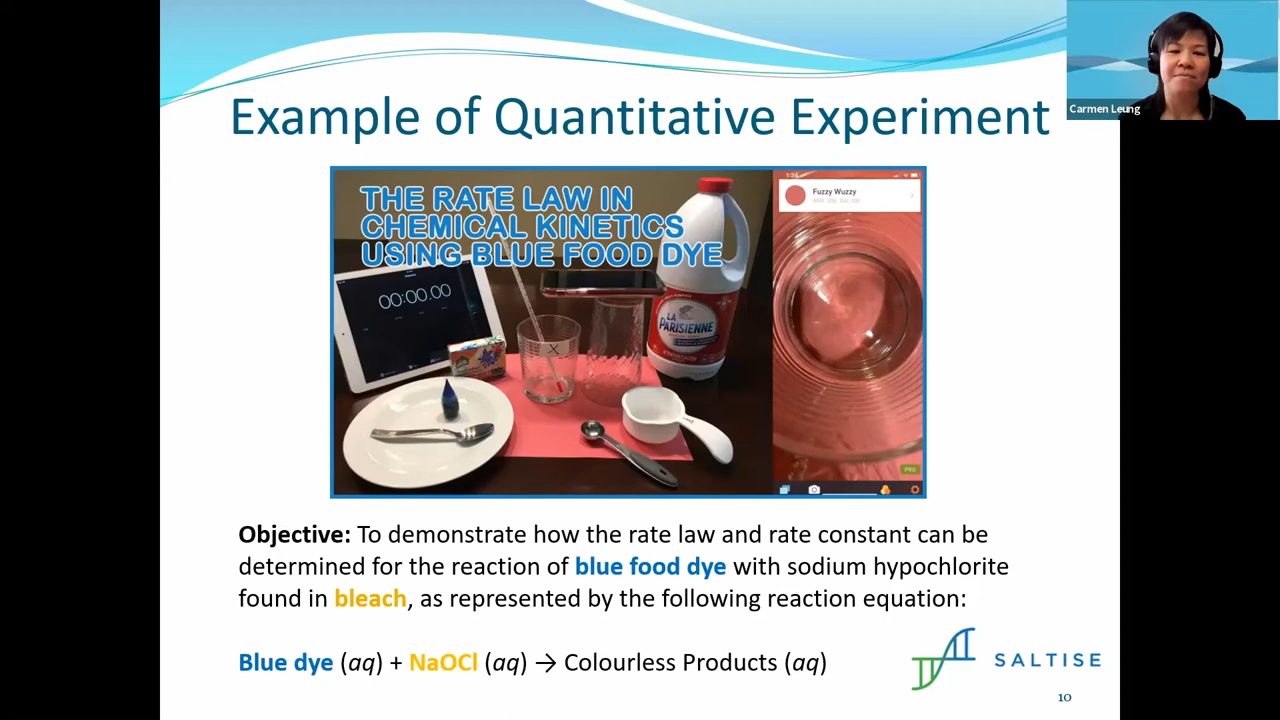 Carmen Leung
Example of Quantitative Experiment
THE RATE LAW IN
CHEMICAL KINETICS
USING BLUE FOOD DYE
00:00.00
X
LA
PARISIENNE
1:34
Fuzzy Wuzzy
PRO
Objective: To demonstrate how the rate law and rate constant can be
determined for the reaction of blue food dye with sodium hypochlorite
found in bleach, as represented by the following reaction equation:
Blue dye (aq) + NaOCl (aq) → Colourless Products (aq)
SALTISE
10